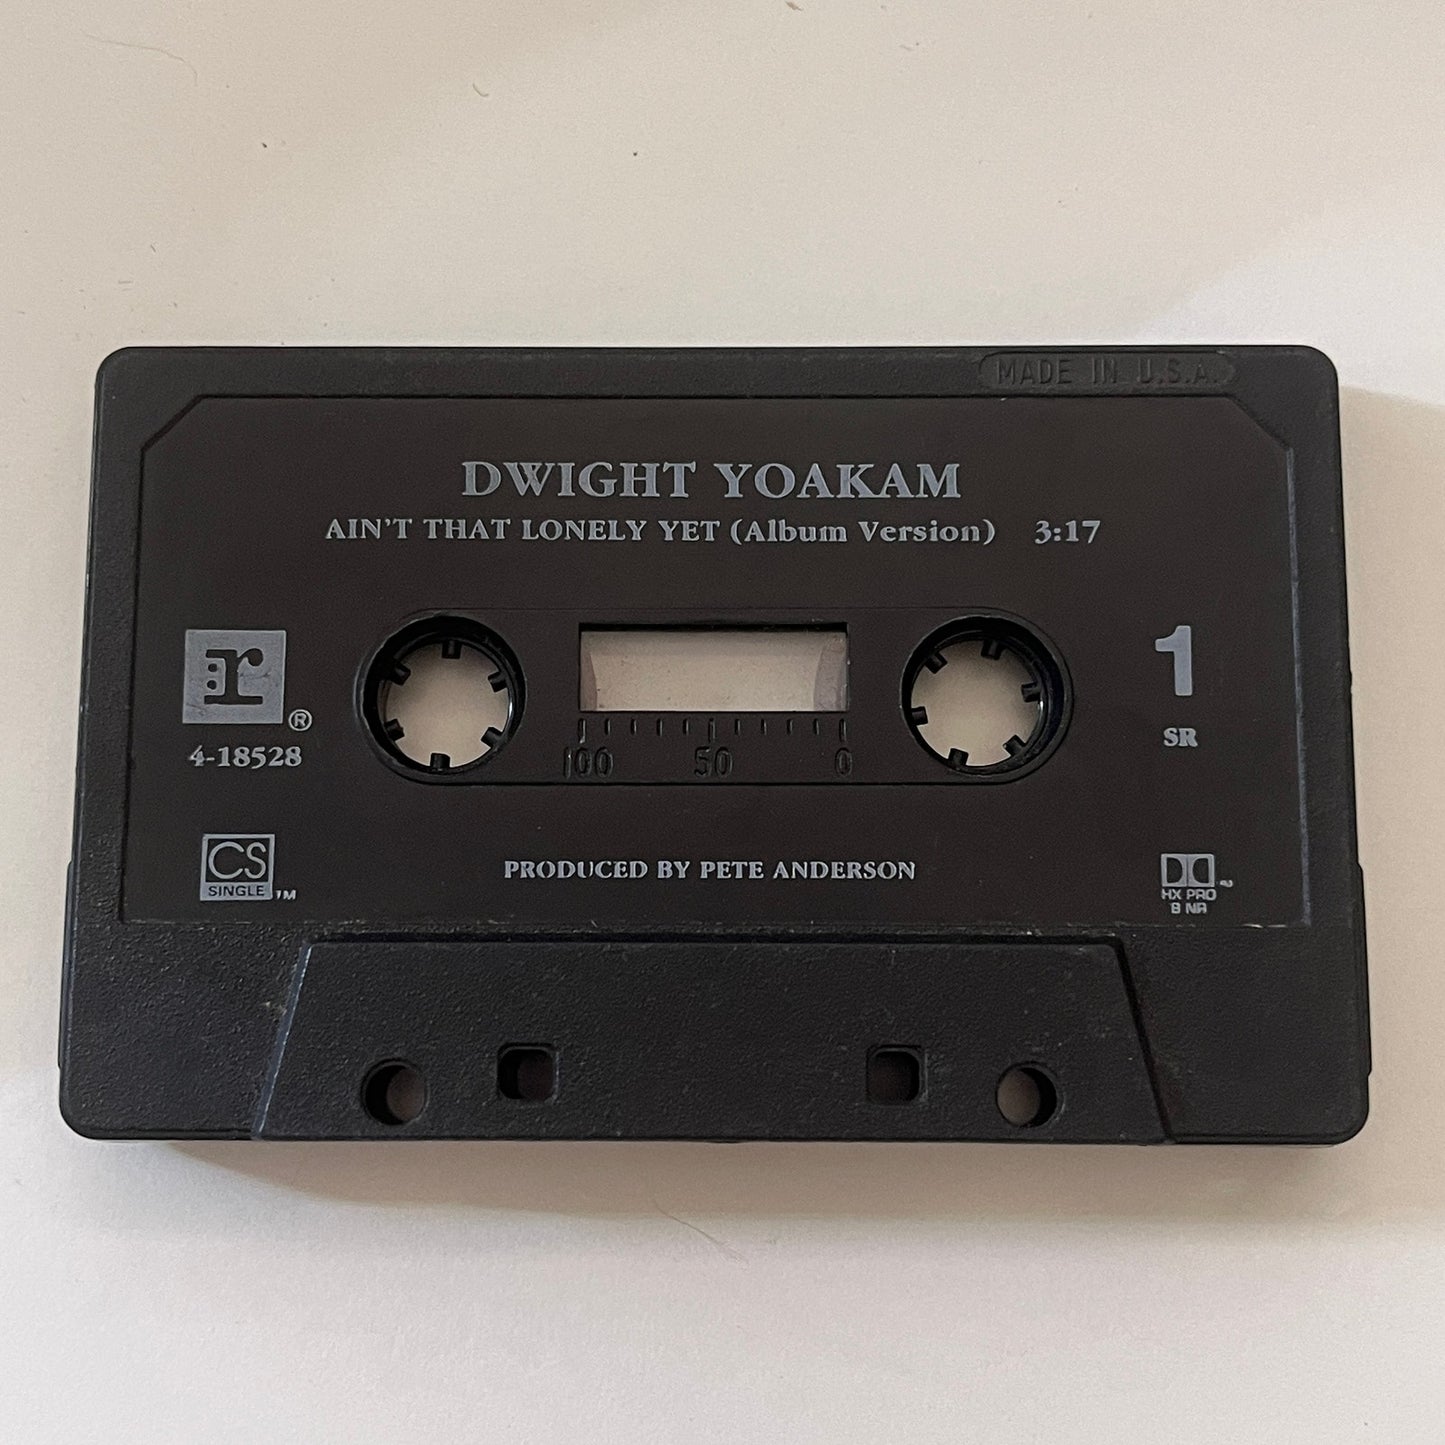 MADE IN U.S.A.
DWIGHT YOAKAM
AIN'T THAT LONELY YET (Album Version) 3:17
r
®
4-18528
1
SR
100 50 0
CS
SINGLE TM
PRODUCED BY PETE ANDERSON
HX PRO
B NR